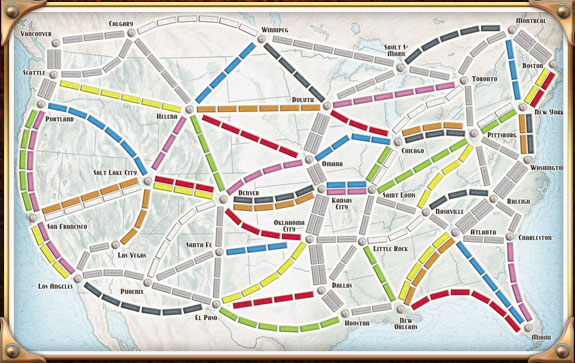 Montreal
Calgary
Winnipeg
Vancouver
Sault St.
Marie
Seattle
Toronto
Boston
Duluth
Portland
Helena
New York
Pittsburg
Chicago
Omaha
Washington
Salt Lake City
Denver
Kansas
City
Saint Louis
Raleigh
Nashville
San Francisco
Oklahoma
City
Atlanta
Charleston
Las Vegas
Santa Fe
Little Rock
Los Angeles
Phoenix
Dallas
El Paso
Houston
New
Orleans
Miami